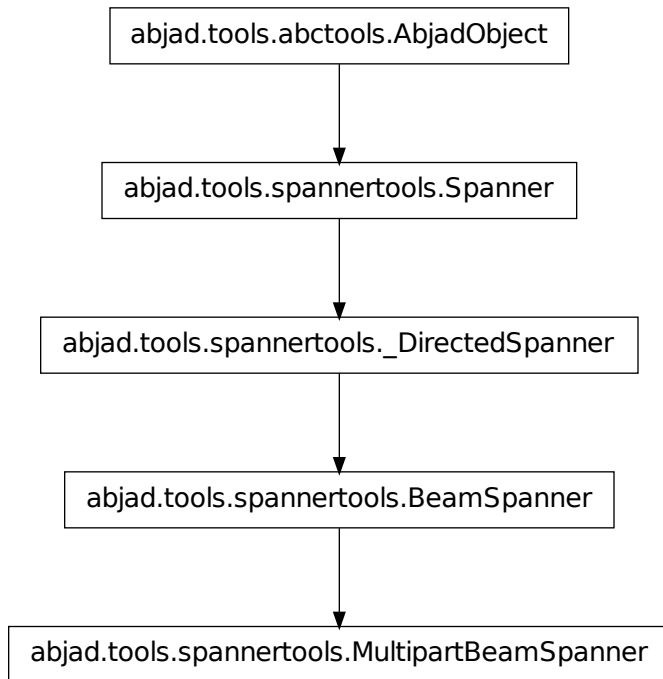 abjad.tools.abctools.AbjadObject
abjad.tools.spannertools.Spanner
abjad.tools.spannertools._DirectedSpanner
abjad.tools.spannertools.BeamSpanner
abjad.tools.spannertools.MultipartBeamSpanner